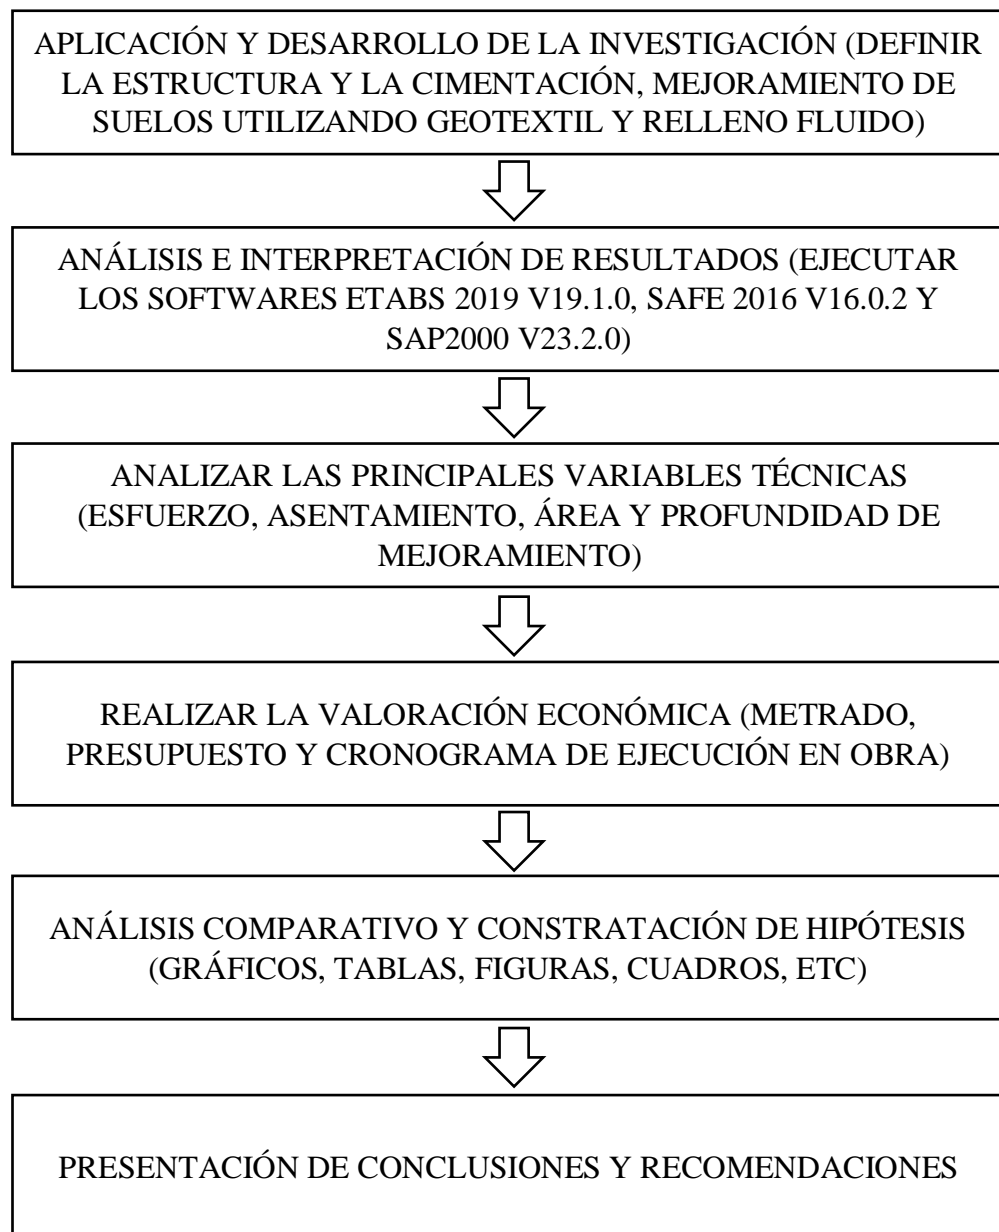 APLICACIÓN Y DESARROLLO DE LA INVESTIGACIÓN (DEFINIR
LA ESTRUCTURA Y LA CIMENTACIÓN, MEJORAMIENTO DE
SUELOS UTILIZANDO GEOTEXTIL Y RELLENO FLUIDO)
ANÁLISIS E INTERPRETACIÓN DE RESULTADOS (EJECUTAR
LOS SOFTWARES ETABS 2019 V19.1.0, SAFE 2016 V16.0.2 Y
SAP2000 V23.2.0)
ANALIZAR LAS PRINCIPALES VARIABLES TÉCNICAS
(ESFUERZO, ASENTAMIENTO, ÁREA Y PROFUNDIDAD DE
MEJORAMIENTO)
REALIZAR LA VALORACIÓN ECONÓMICA (METRADO,
PRESUPUESTO Y CRONOGRAMA DE EJECUCIÓN EN OBRA)
ANÁLISIS COMPARATIVO Y CONSTRATACIÓN DE HIPÓTESIS
(GRÁFICOS, TABLAS, FIGURAS, CUADROS, ETC)
PRESENTACIÓN DE CONCLUSIONES Y RECOMENDACIONES